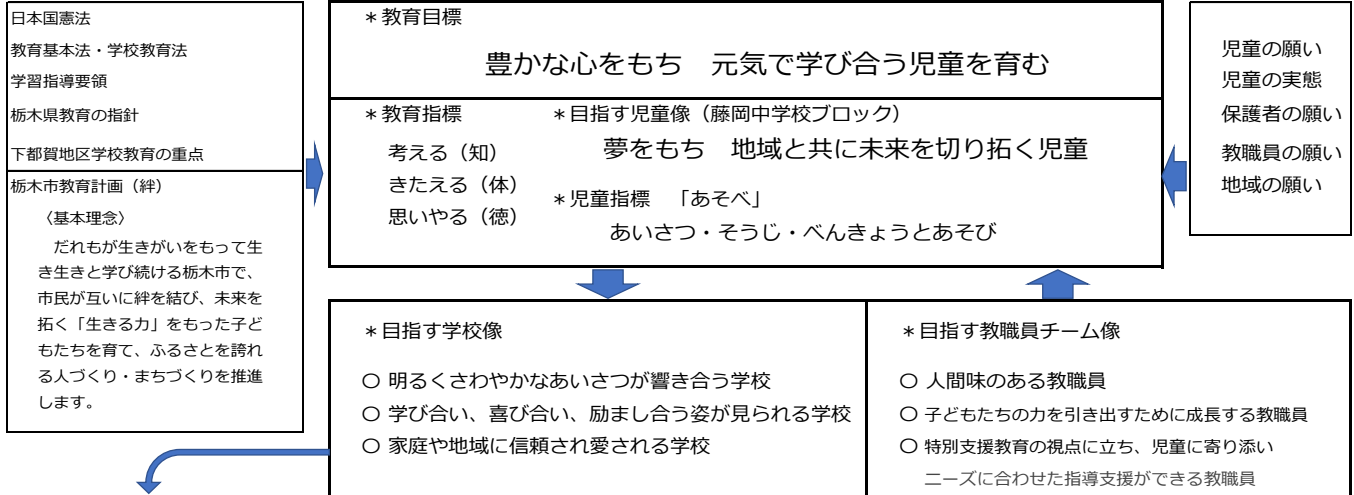 日本国憲法
教育基本法・学校教育法
学習指導要領
栃木県教育の指針
下都賀地区学校教育の重点
栃木市教育計画（絆）
〈基本理念〉
だれもが生きがいをもって生
き生きと学び続ける栃木市で、
市民が互いに絆を結び、未来を
拓く「生きる力」をもった子ど
もたちを育て、ふるさとを誇れ
る人づくり・まちづくりを推進
します。
＊教育目標
豊かな心をもち　元気で学び合う児童を育む
＊教育指標
考える（知）
きたえる（体）
思いやる（徳）
＊目指す児童像（藤岡中学校ブロック）
夢をもち　地域と共に未来を切り拓く児童
＊児童指標　「あそべ」
あいさつ・そうじ・べんきょうとあそび
児童の願い
児童の実態
保護者の願い
教職員の願い
地域の願い
＊目指す学校像
○ 明るくさわやかなあいさつが響き合う学校
○ 学び合い、喜び合い、励まし合う姿が見られる学校
○ 家庭や地域に信頼され愛される学校
＊目指す教職員チーム像
○ 人間味のある教職員
○ 子どもたちの力を引き出すために成長する教職員
○ 特別支援教育の視点に立ち、児童に寄り添い
ニーズに合わせた指導支援ができる教職員